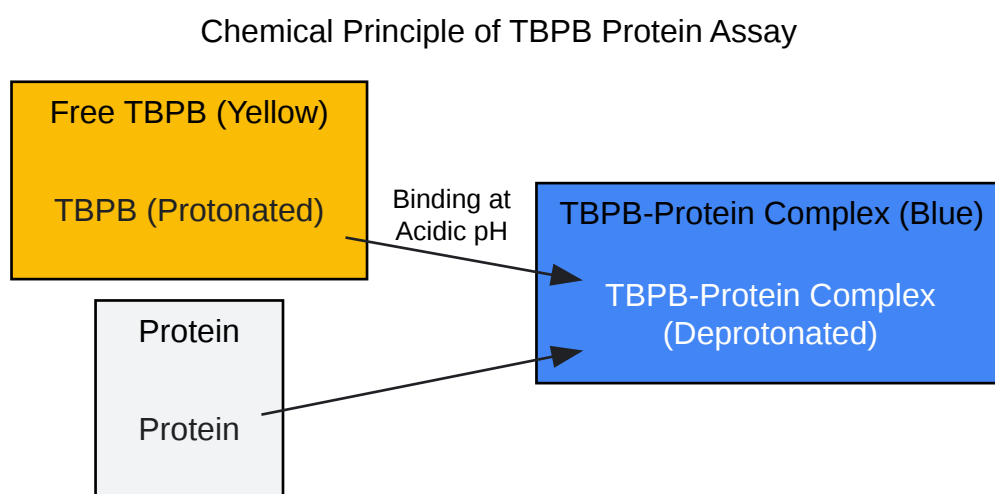 Chemical Principle of TBPB Protein Assay
Free TBPB (Yellow)
TBPB (Protonated)
Binding at
Acidic pH
TBPB-Protein Complex (Blue)
TBPB-Protein Complex
(Deprotonated)
Protein
Protein